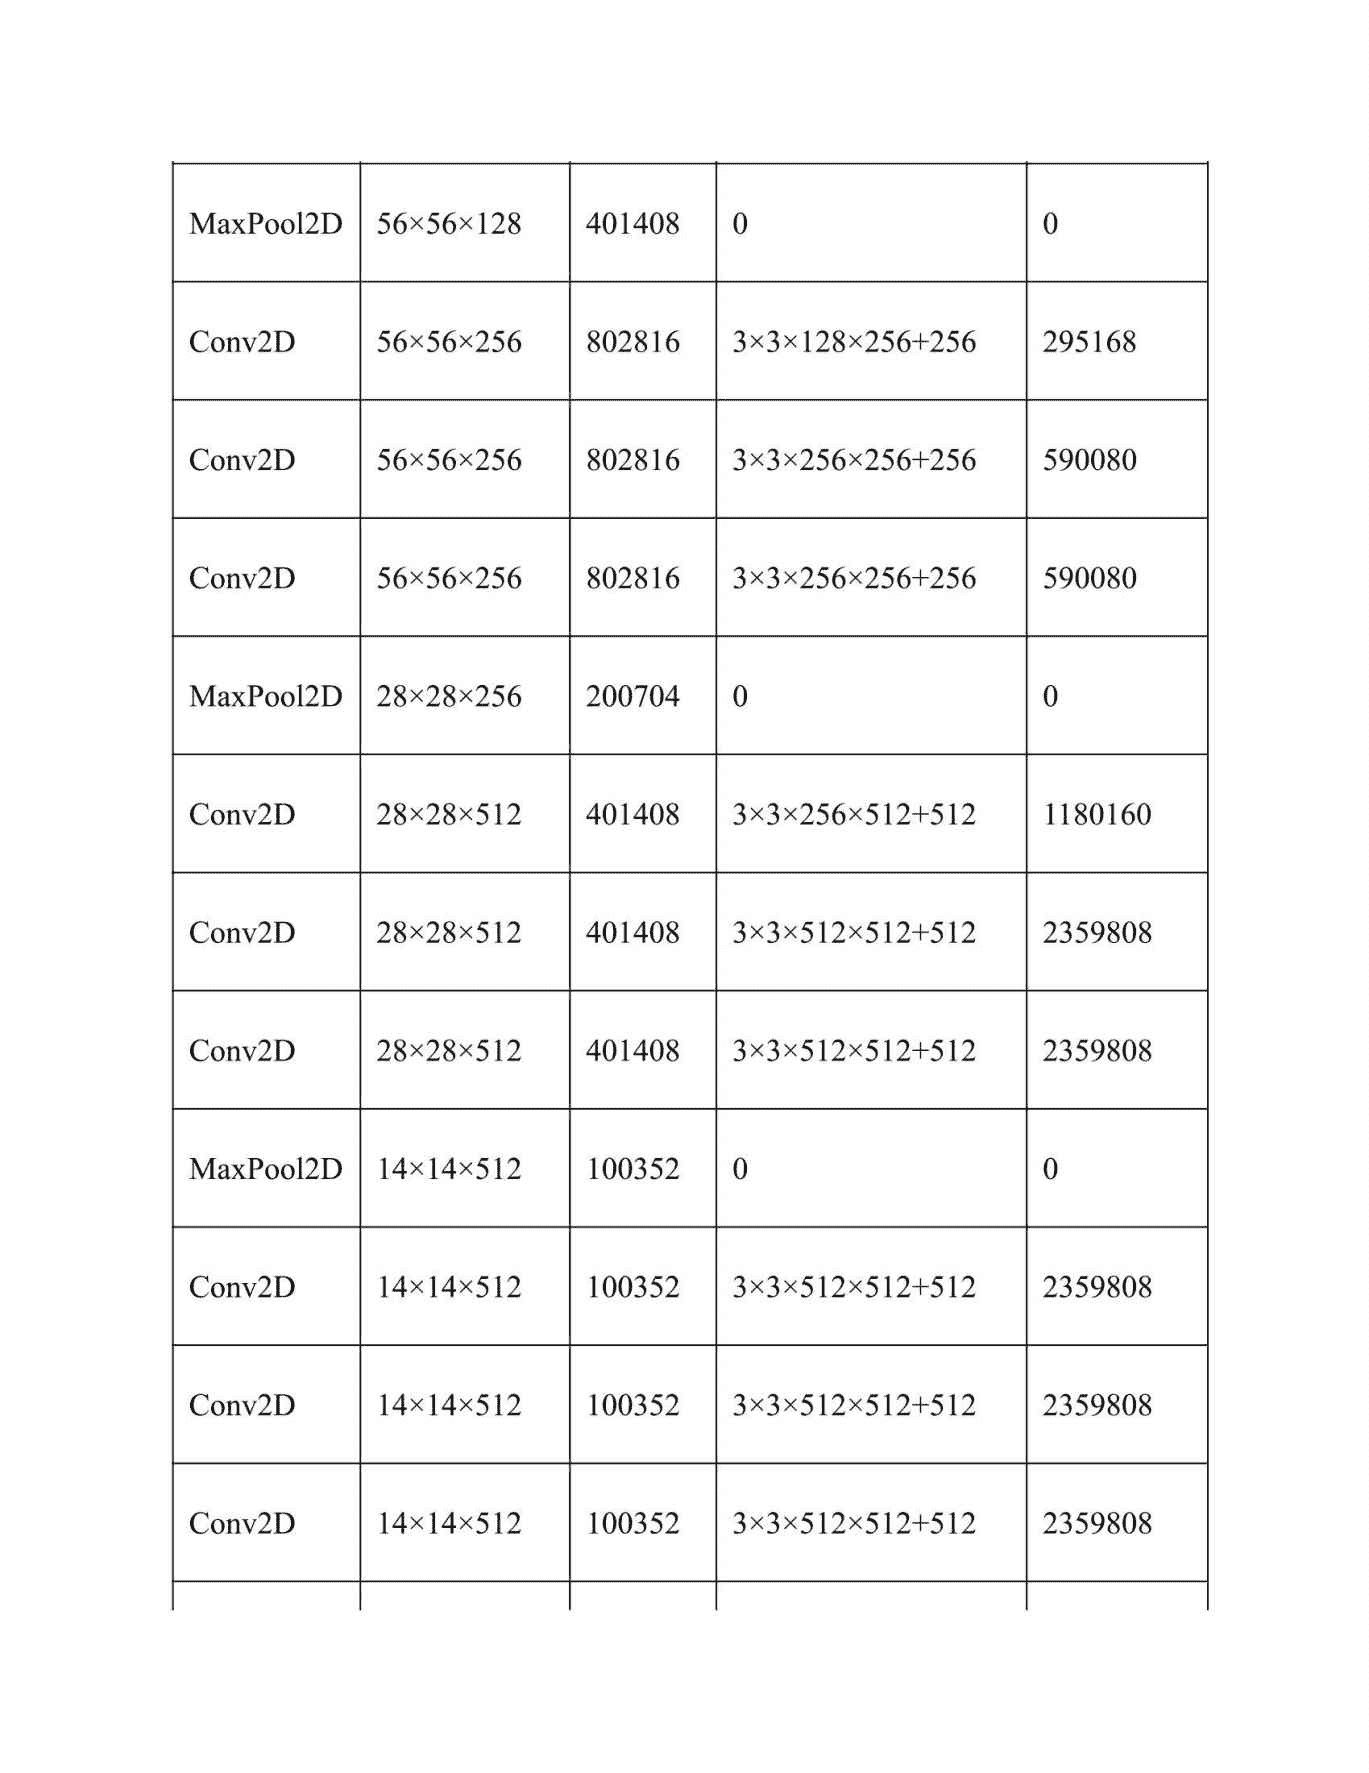 MaxPool2D 56×56×128 401408 0 0
Conv2D 56×56×256 802816 3×3×128×256+256 295168
Conv2D 56×56×256 802816 3×3×256×256+256 590080
Conv2D 56×56×256 802816 3×3×256×256+256 590080
MaxPool2D 28×28×256 200704 0 0
Conv2D 28×28×512 401408 3×3×256×512+512 1180160
Conv2D 28×28×512 401408 3×3×512×512+512 2359808
Conv2D 28×28×512 401408 3×3×512×512+512 2359808
MaxPool2D 14×14×512 100352 0 0
Conv2D 14×14×512 100352 3×3×512×512+512 2359808
Conv2D 14×14×512 100352 3×3×512×512+512 2359808
Conv2D 14×14×512 100352 3×3×512×512+512 2359808